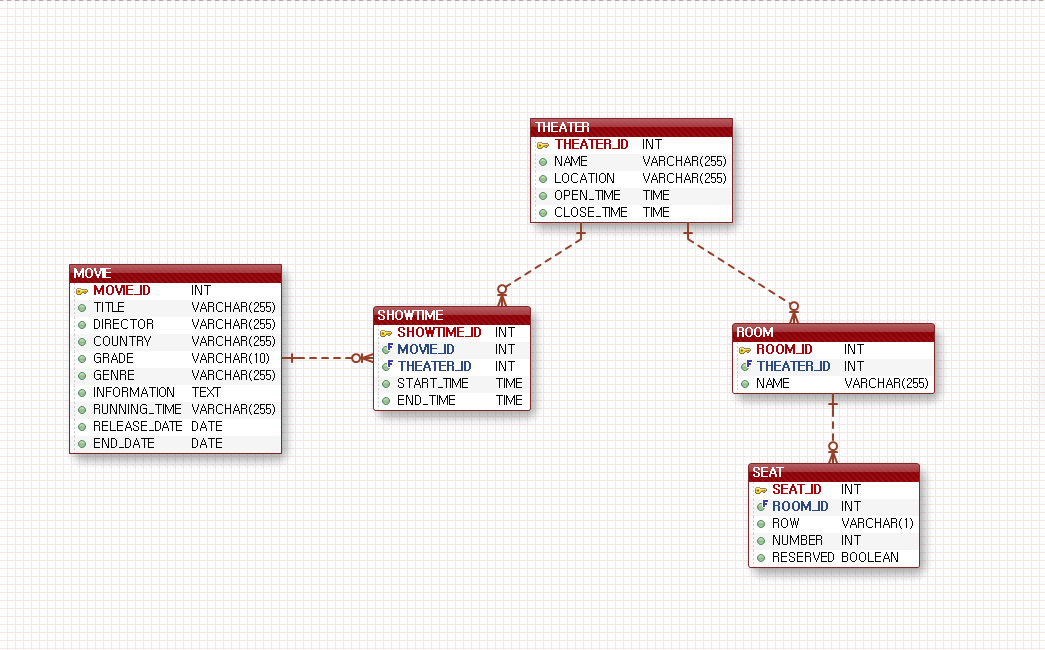 THEATER
THEATER_ID INT
NAME VARCHAR(255)
LOCATION VARCHAR(255)
OPEN_TIME TIME
CLOSE_TIME TIME
MOVIE
MOVIE_ID INT
TITLE VARCHAR(255)
DIRECTOR VARCHAR(255)
COUNTRY VARCHAR(255)
GRADE VARCHAR(10)
GENRE VARCHAR(255)
INFORMATION TEXT
RUNNING_TIME VARCHAR(255)
RELEASE_DATE DATE
END_DATE DATE
SHOWTIME
SHOWTIME_ID INT
F MOVIE_ID INT
F THEATER_ID INT
START_TIME TIME
END_TIME TIME
ROOM
ROOM_ID INT
F THEATER_ID INT
NAME VARCHAR(255)
SEAT
SEAT_ID INT
F ROOM_ID INT
ROW VARCHAR(1)
NUMBER INT
RESERVED BOOLEAN